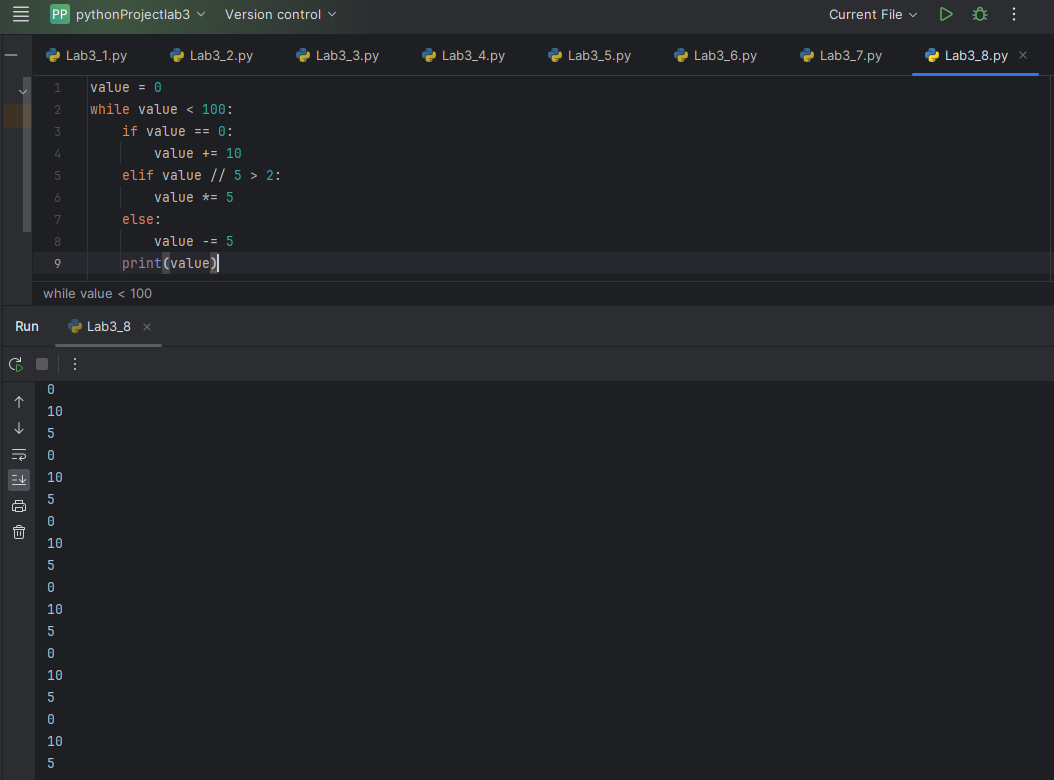 PP pythonProjectlab3 Version control Current File
Lab3_1.py Lab3_2.py Lab3_3.py Lab3_4.py Lab3_5.py Lab3_6.py Lab3_7.py Lab3_8.py
1 value = 0
2 while value < 100:
3 if value == 0:
4 value += 10
5 elif value // 5 > 2:
6 value *= 5
7 else:
8 value -= 5
9 print(value)
while value < 100
Run Lab3_8
0
10
5
0
10
5
0
10
5
0
10
5
0
10
5
0
10
5